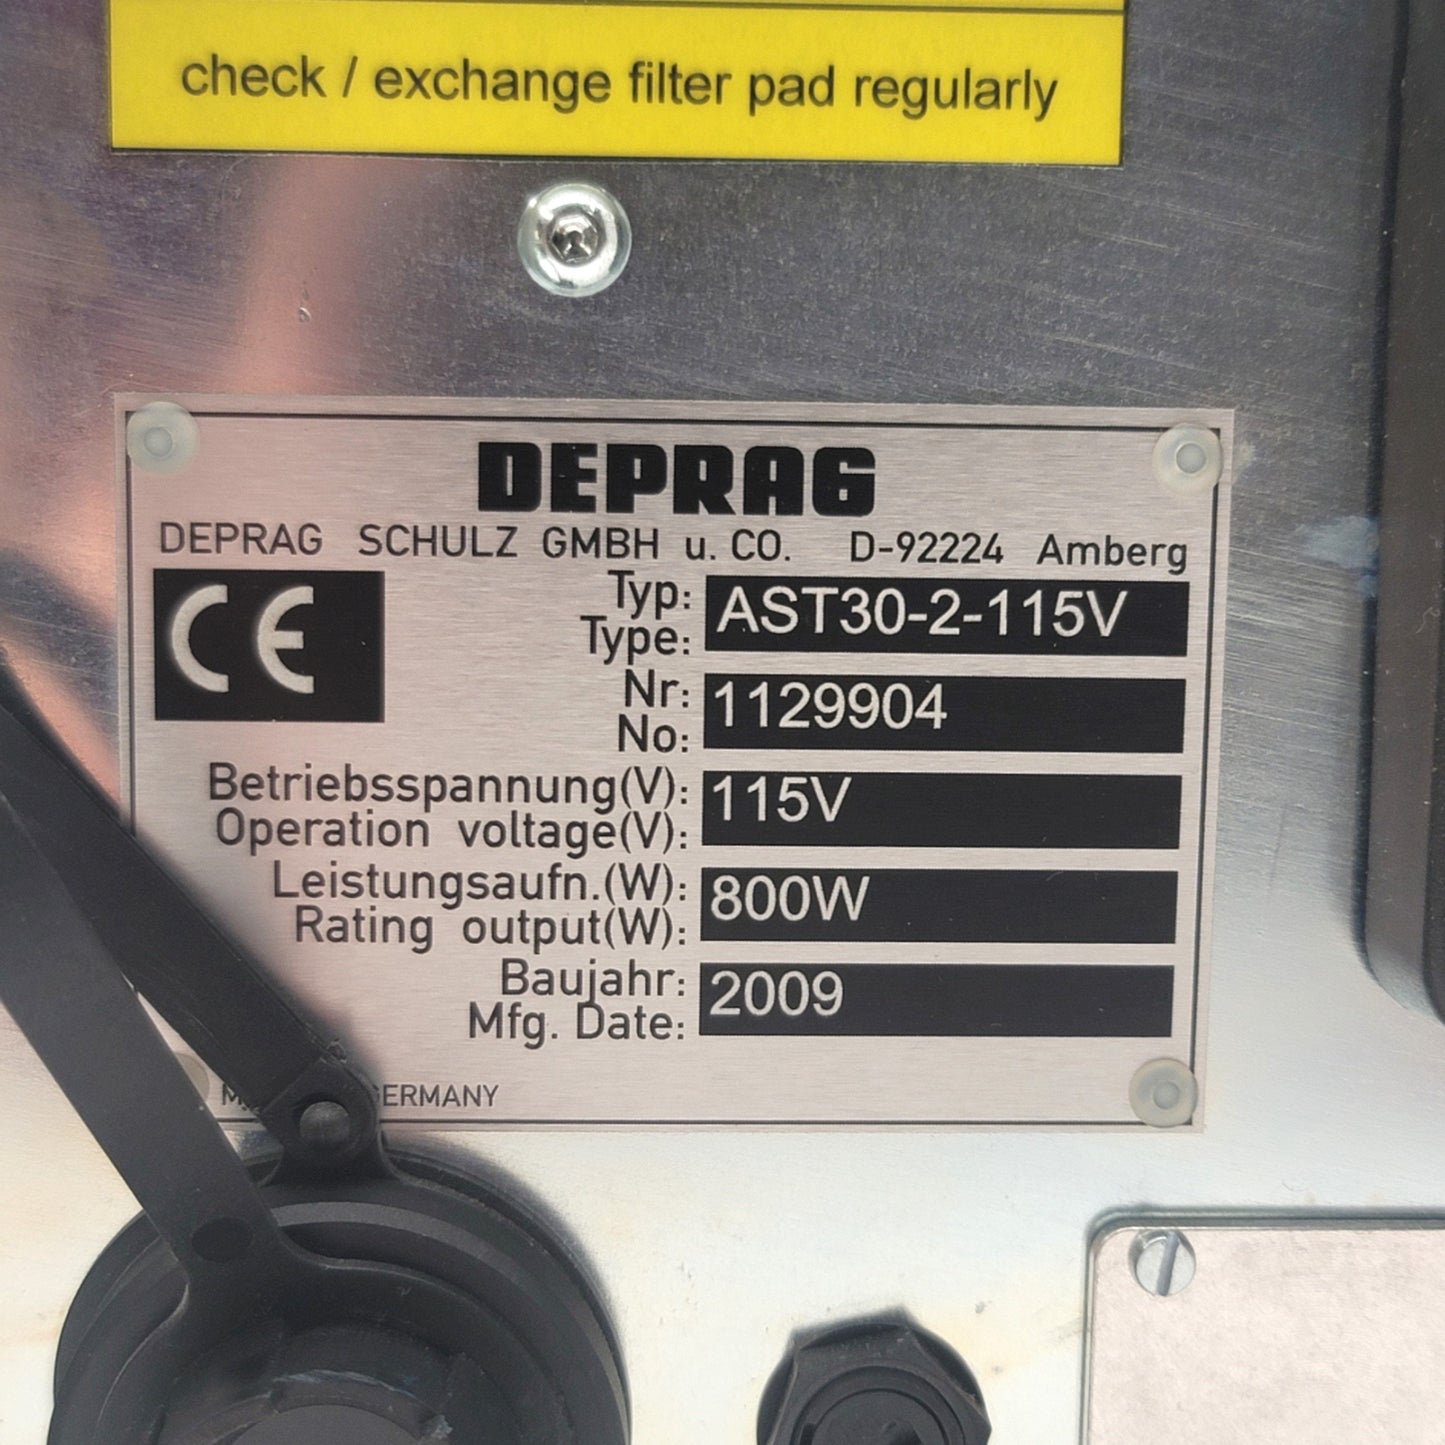 check / exchange filter pad regularly
DEPRAG
DEPRAG SCHULZ GMBH u. CO. D-92224 Amberg
CE
Typ:
Type: AST30-2-115V
Nr:
No: 1129904
Betriebsspannung(V):
Operation voltage(V): 115V
Leistungsaufn.(W):
Rating output(W): 800W
Baujahr:
Mfg. Date: 2009
ERMANY